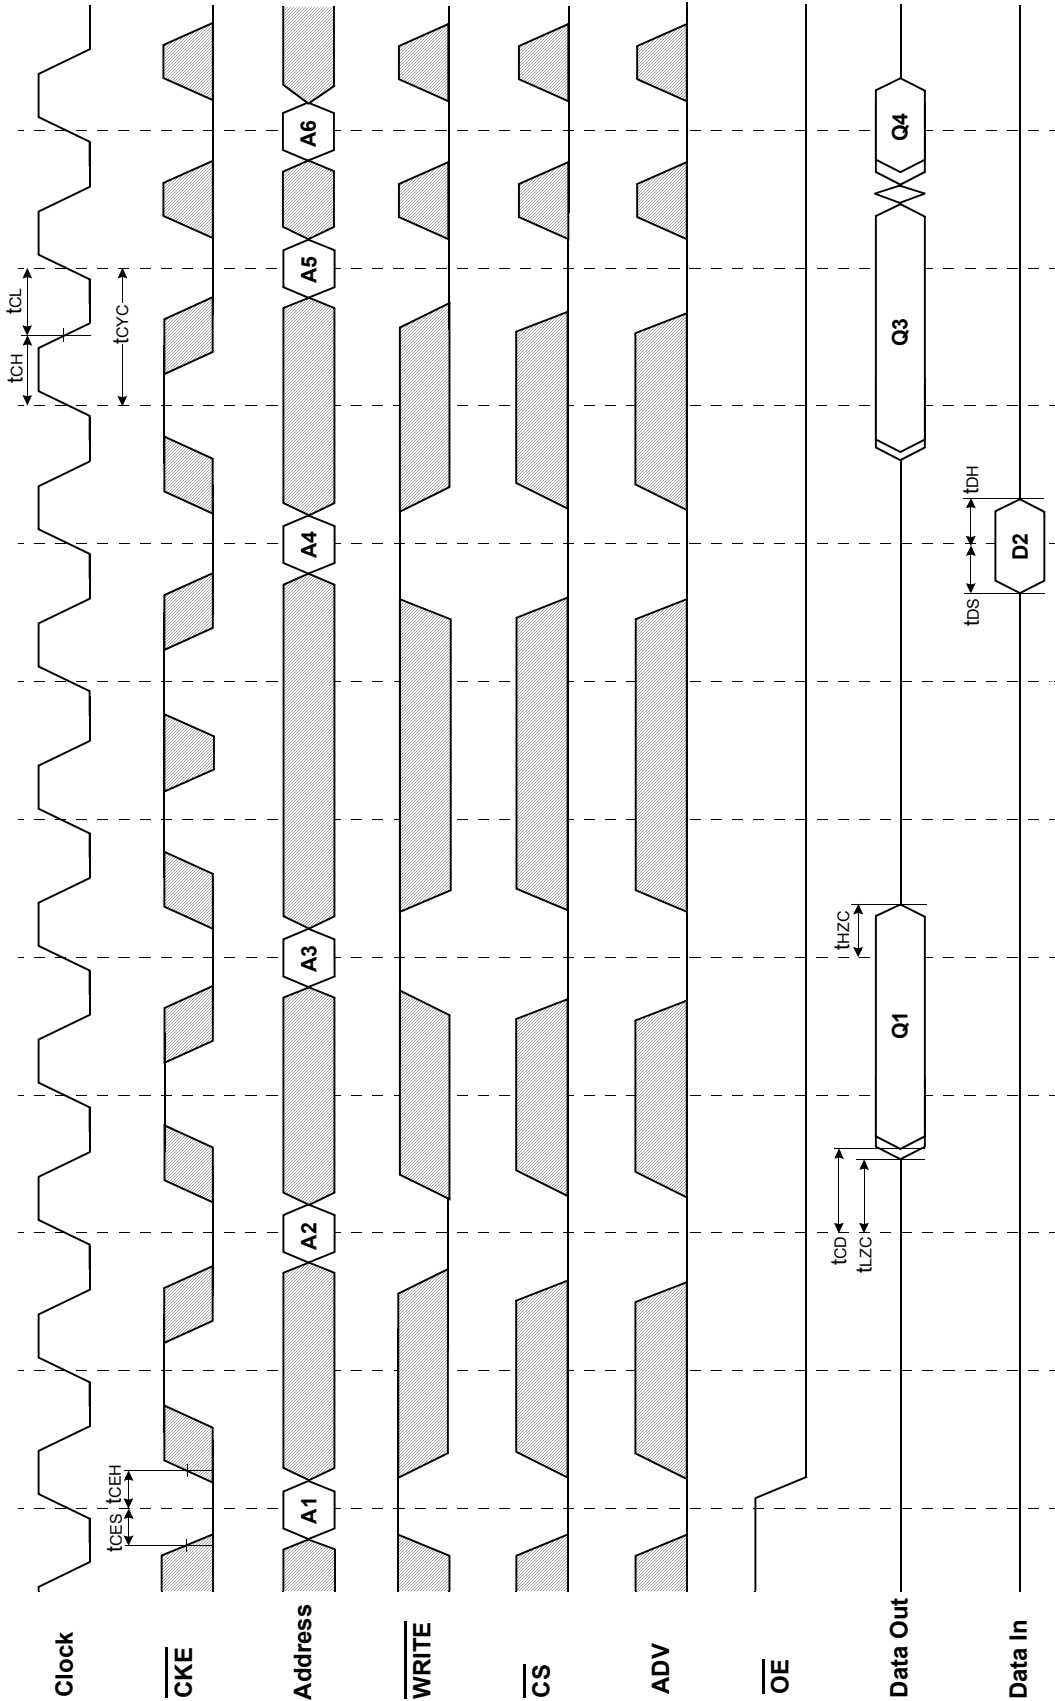 Clock
tCES tCEH
tCH tCL
tCYC
CKE
Address
A1
A2
A3
A4
A5
A6
WRITE
CS
ADV
OE
tCD
tLZC
tHZC
Data Out
Q1
Q3
Q4
tDS
tDH
Data In
D2